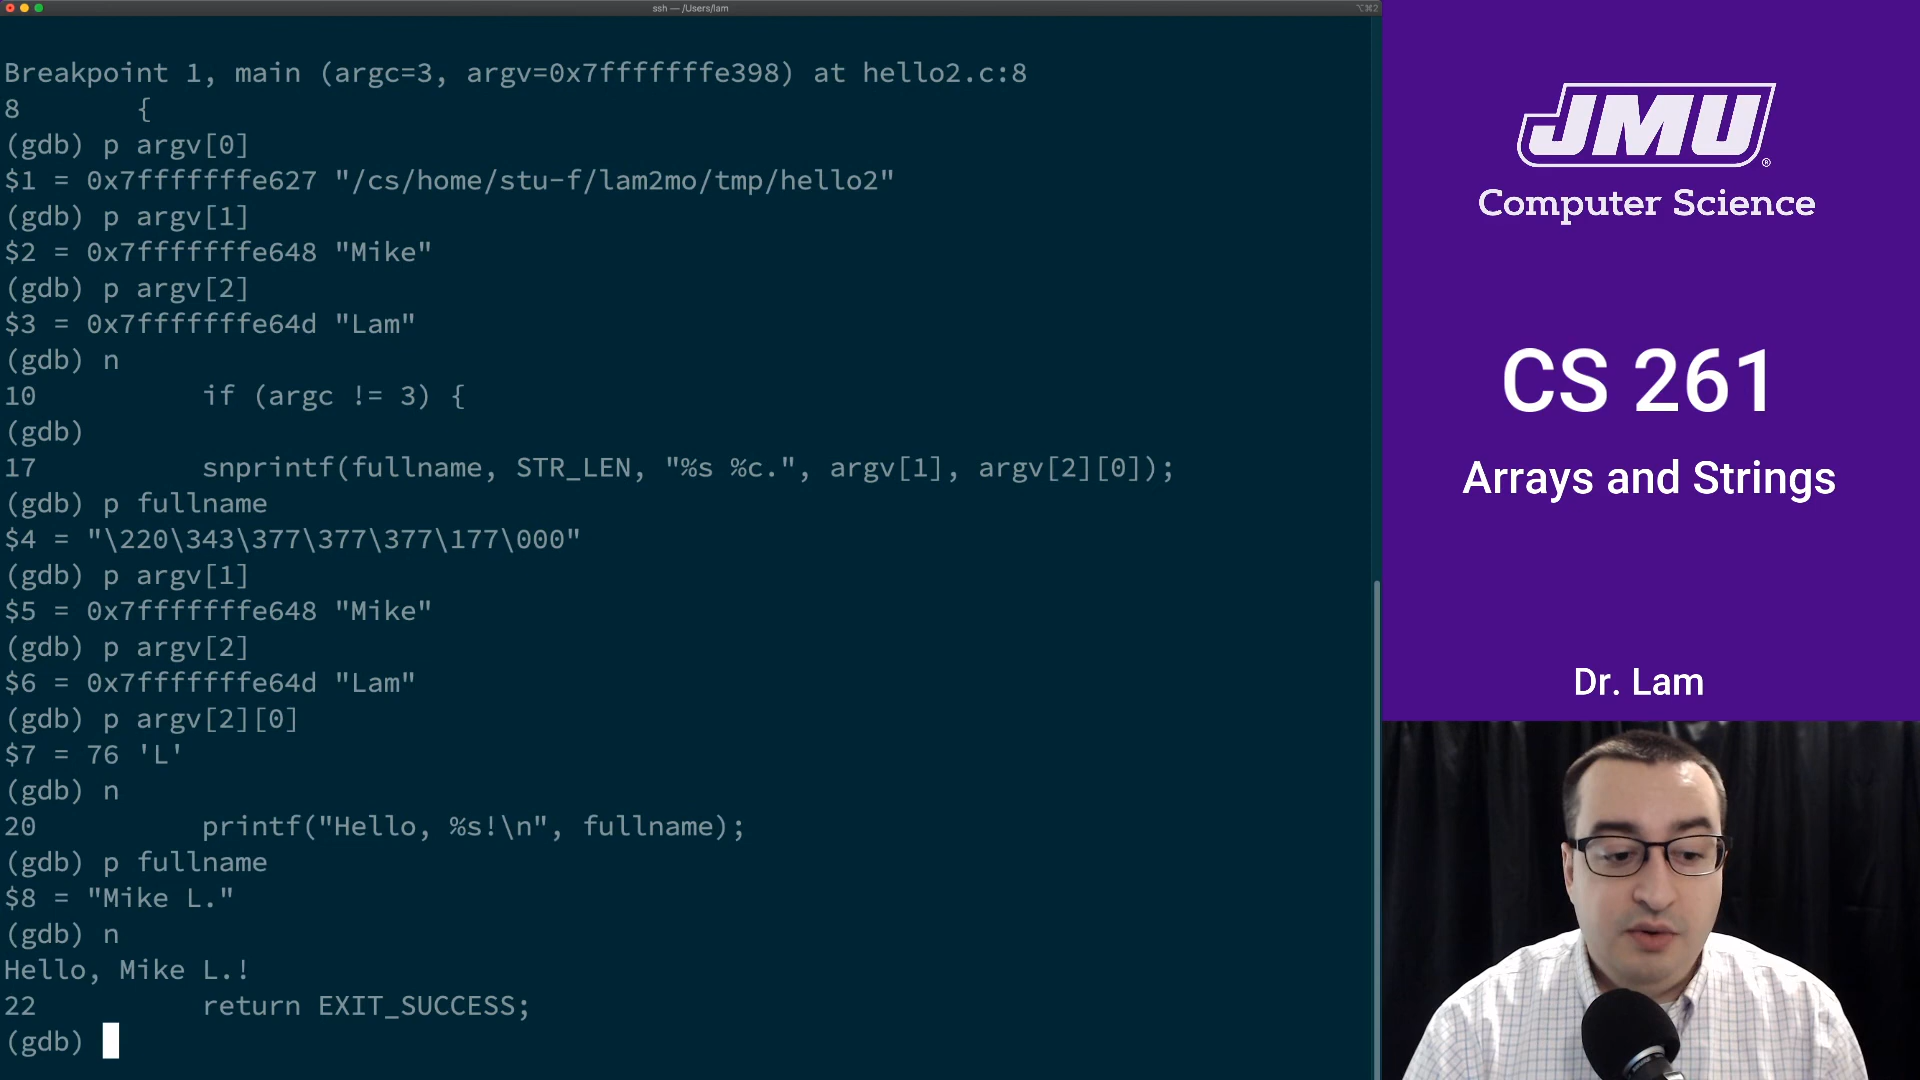 ssh — /Users/lam
⌥⌘2
Breakpoint 1, main (argc=3, argv=0x7fffffffe398) at hello2.c:8
8       {
(gdb) p argv[0]
$1 = 0x7fffffffe627 "/cs/home/stu-f/lam2mo/tmp/hello2"
(gdb) p argv[1]
$2 = 0x7fffffffe648 "Mike"
(gdb) p argv[2]
$3 = 0x7fffffffe64d "Lam"
(gdb) n
10          if (argc != 3) {
(gdb)
17          snprintf(fullname, STR_LEN, "%s %c.", argv[1], argv[2][0]);
(gdb) p fullname
$4 = "\220\343\377\377\377\177\000"
(gdb) p argv[1]
$5 = 0x7fffffffe648 "Mike"
(gdb) p argv[2]
$6 = 0x7fffffffe64d "Lam"
(gdb) p argv[2][0]
$7 = 76 'L'
(gdb) n
20          printf("Hello, %s!\n", fullname);
(gdb) p fullname
$8 = "Mike L."
(gdb) n
Hello, Mike L.!
22          return EXIT_SUCCESS;
(gdb)
JMU®
Computer Science
CS 261
Arrays and Strings
Dr. Lam